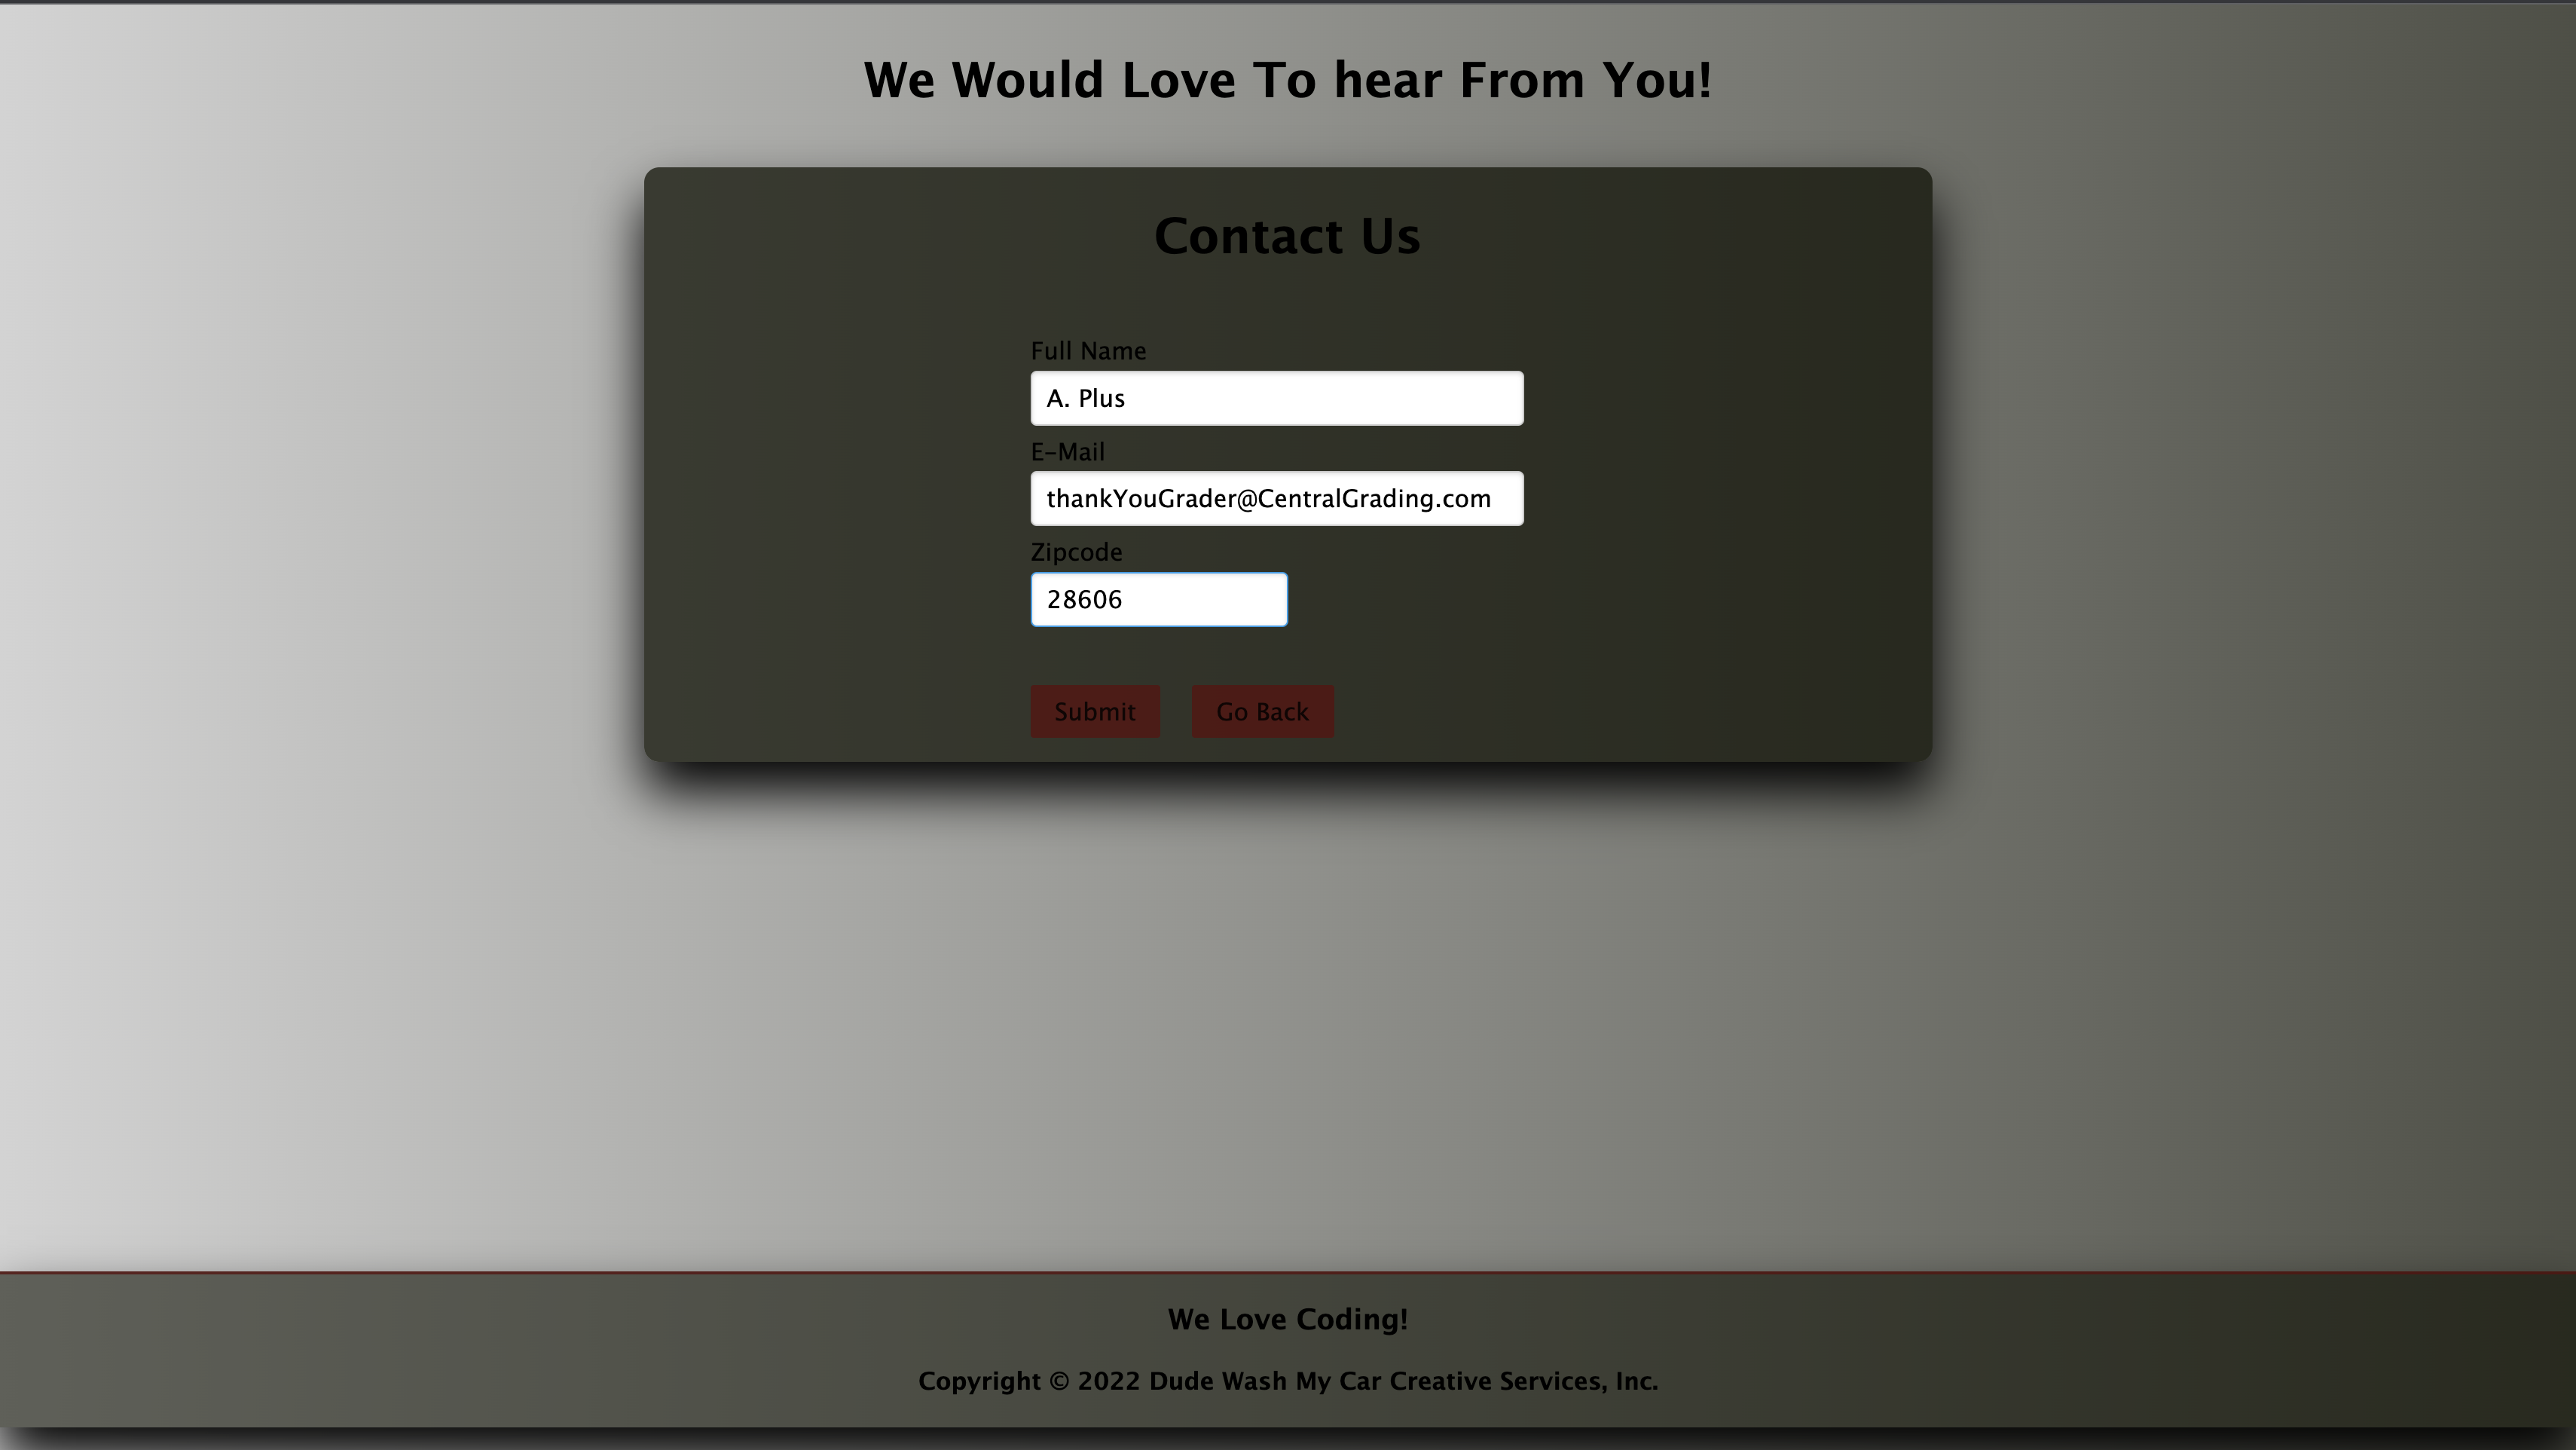 We Would Love To hear From You!
Contact Us
Full Name
A. Plus
E-Mail
thankYouGrader@CentralGrading.com
Zipcode
28606
Submit Go Back
We Love Coding!
Copyright © 2022 Dude Wash My Car Creative Services, Inc.